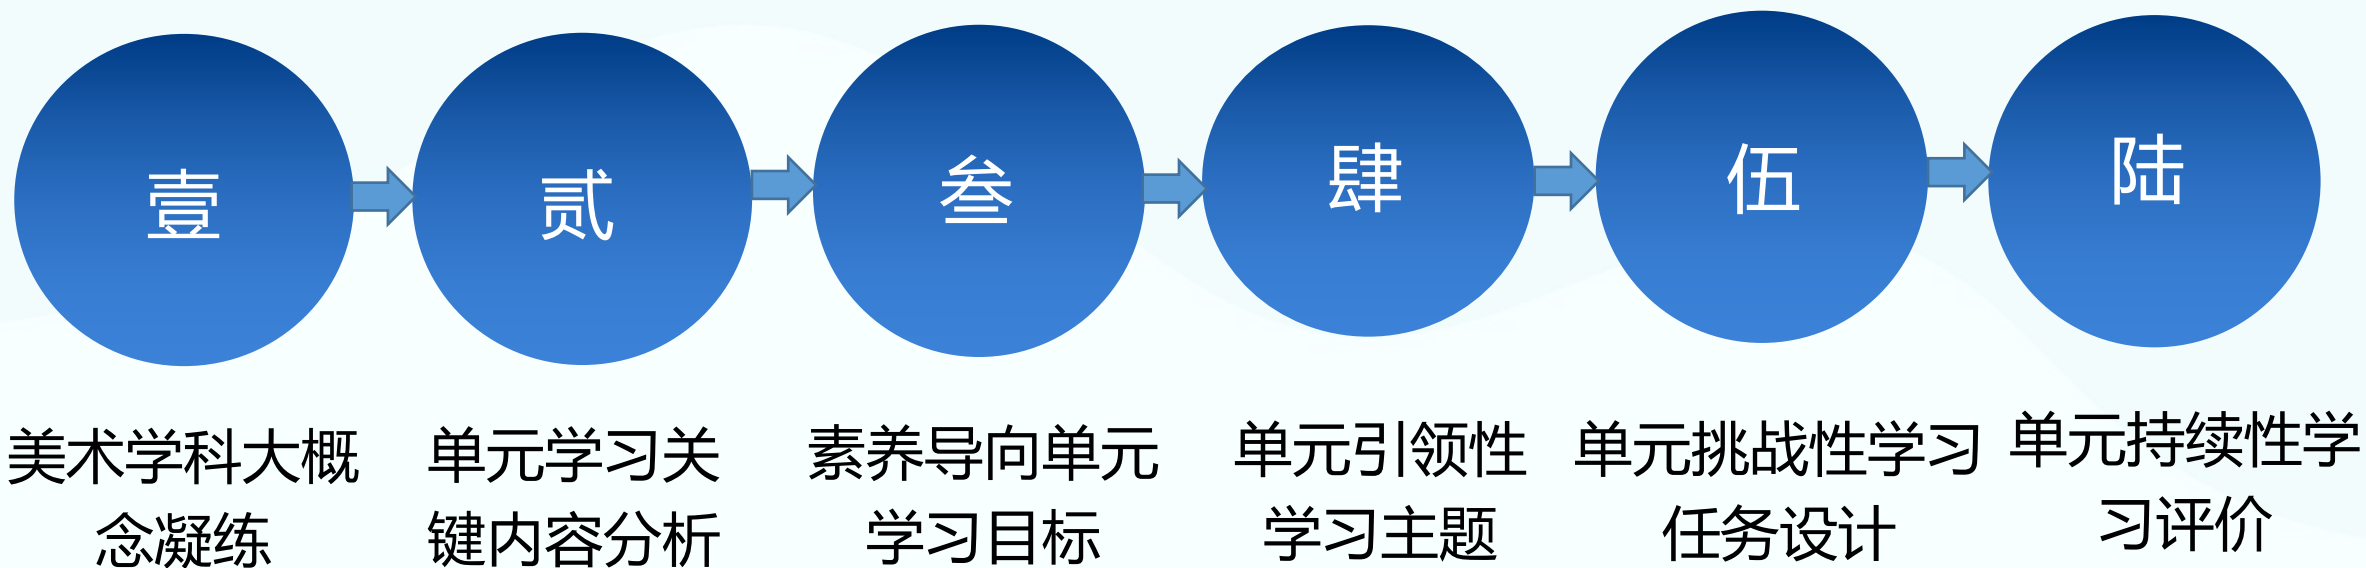 壹
贰
叁
肆
伍
陆
美术学科大概
念凝练
单元学习关
键内容分析
素养导向单元
学习目标
单元引领性
学习主题
单元挑战性学习
任务设计
单元持续性学
习评价